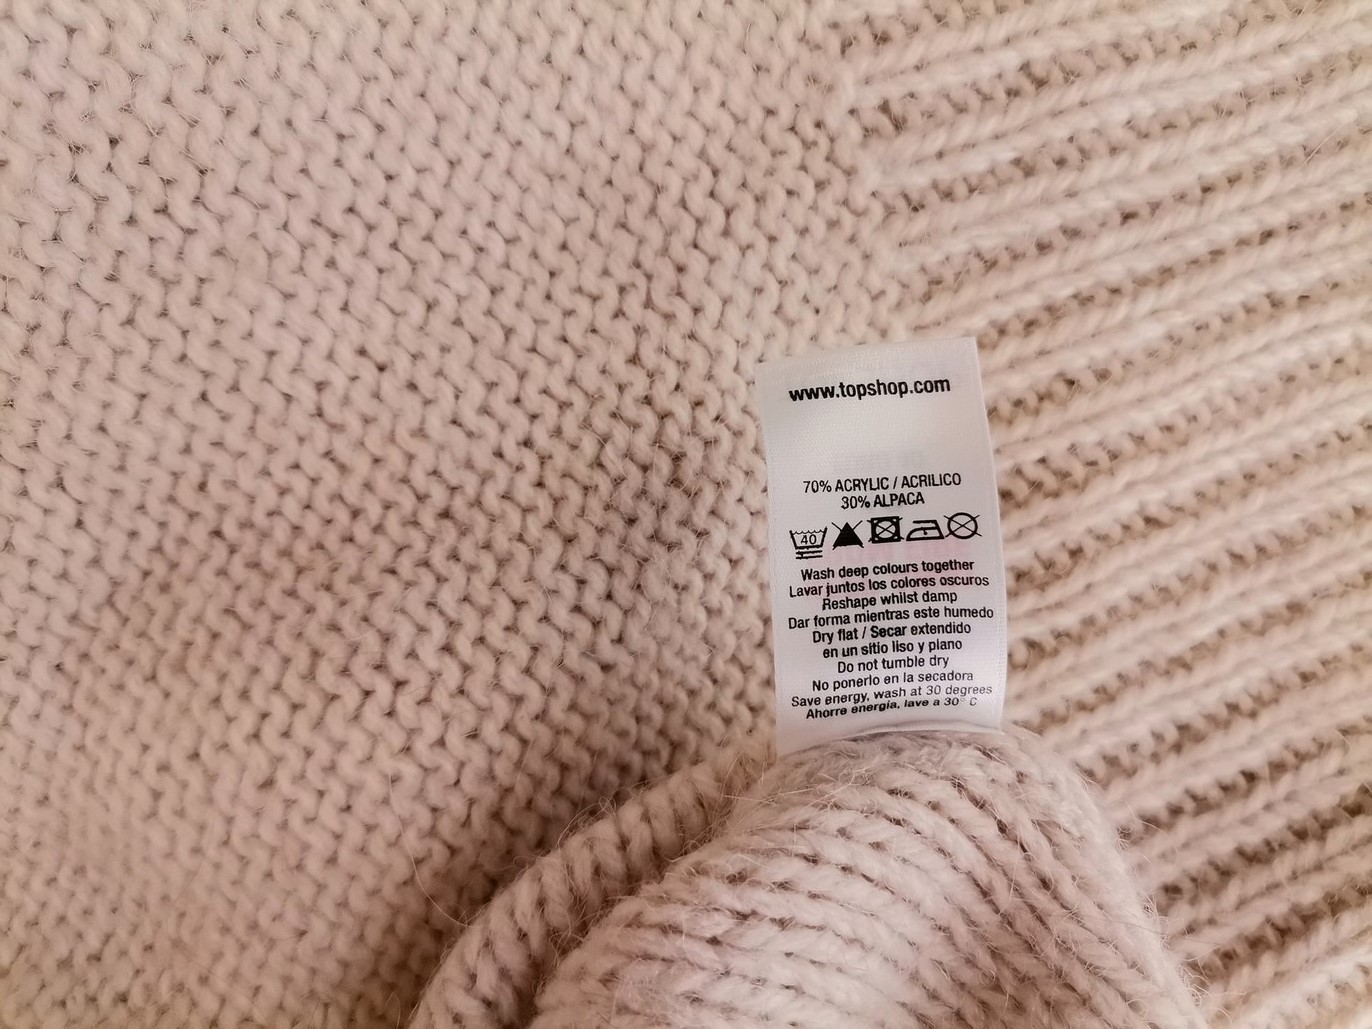 www.topshop.com
70% ACRYLIC / ACRILICO
30% ALPACA
40
Wash deep colours together
Lavar juntos los colores oscuros
Reshape whilst damp
Dar forma mientras este humedo
Dry flat / Secar extendido
en un sitio liso y plano
Do not tumble dry
No ponerlo en la secadora
Save energy, wash at 30 degrees
Ahorre energia, lave a 30° C